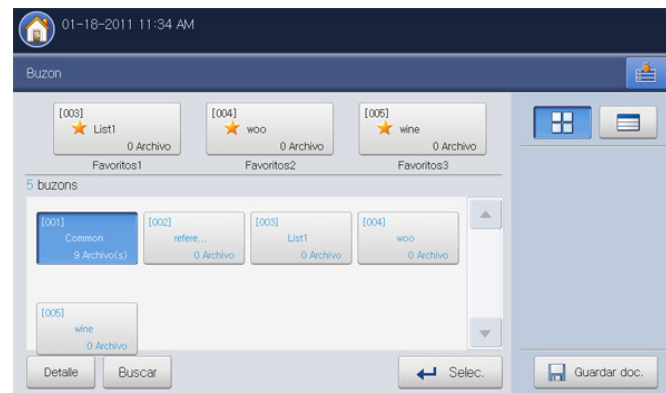 01-18-2011 11:34 AM
Buzon
[003]
List1
0 Archivo
Favoritos1
[004]
woo
0 Archivo
Favoritos2
[005]
wine
0 Archivo
Favoritos3
5 buzons
[001]
Common
9 Archivo(s)
[002]
refere...
0 Archivo
[003]
List1
0 Archivo
[004]
woo
0 Archivo
[005]
wine
0 Archivo
Detalle
Buscar
Selec.
Guardar doc.